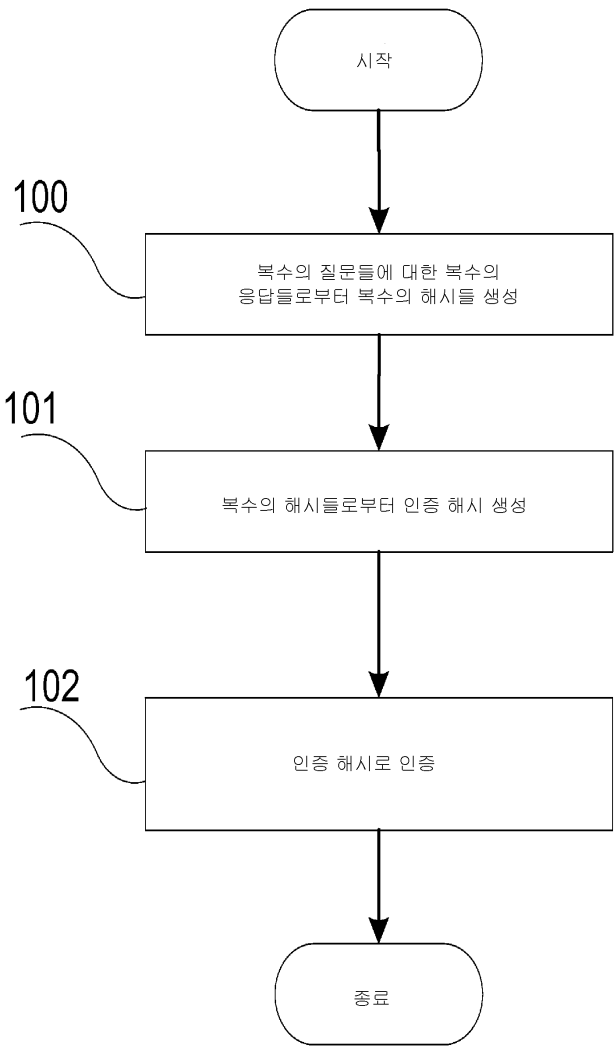 시작
100
복수의 질문들에 대한 복수의
응답들로부터 복수의 해시들 생성
101
복수의 해시들로부터 인증 해시 생성
102
인증 해시로 인증
종료